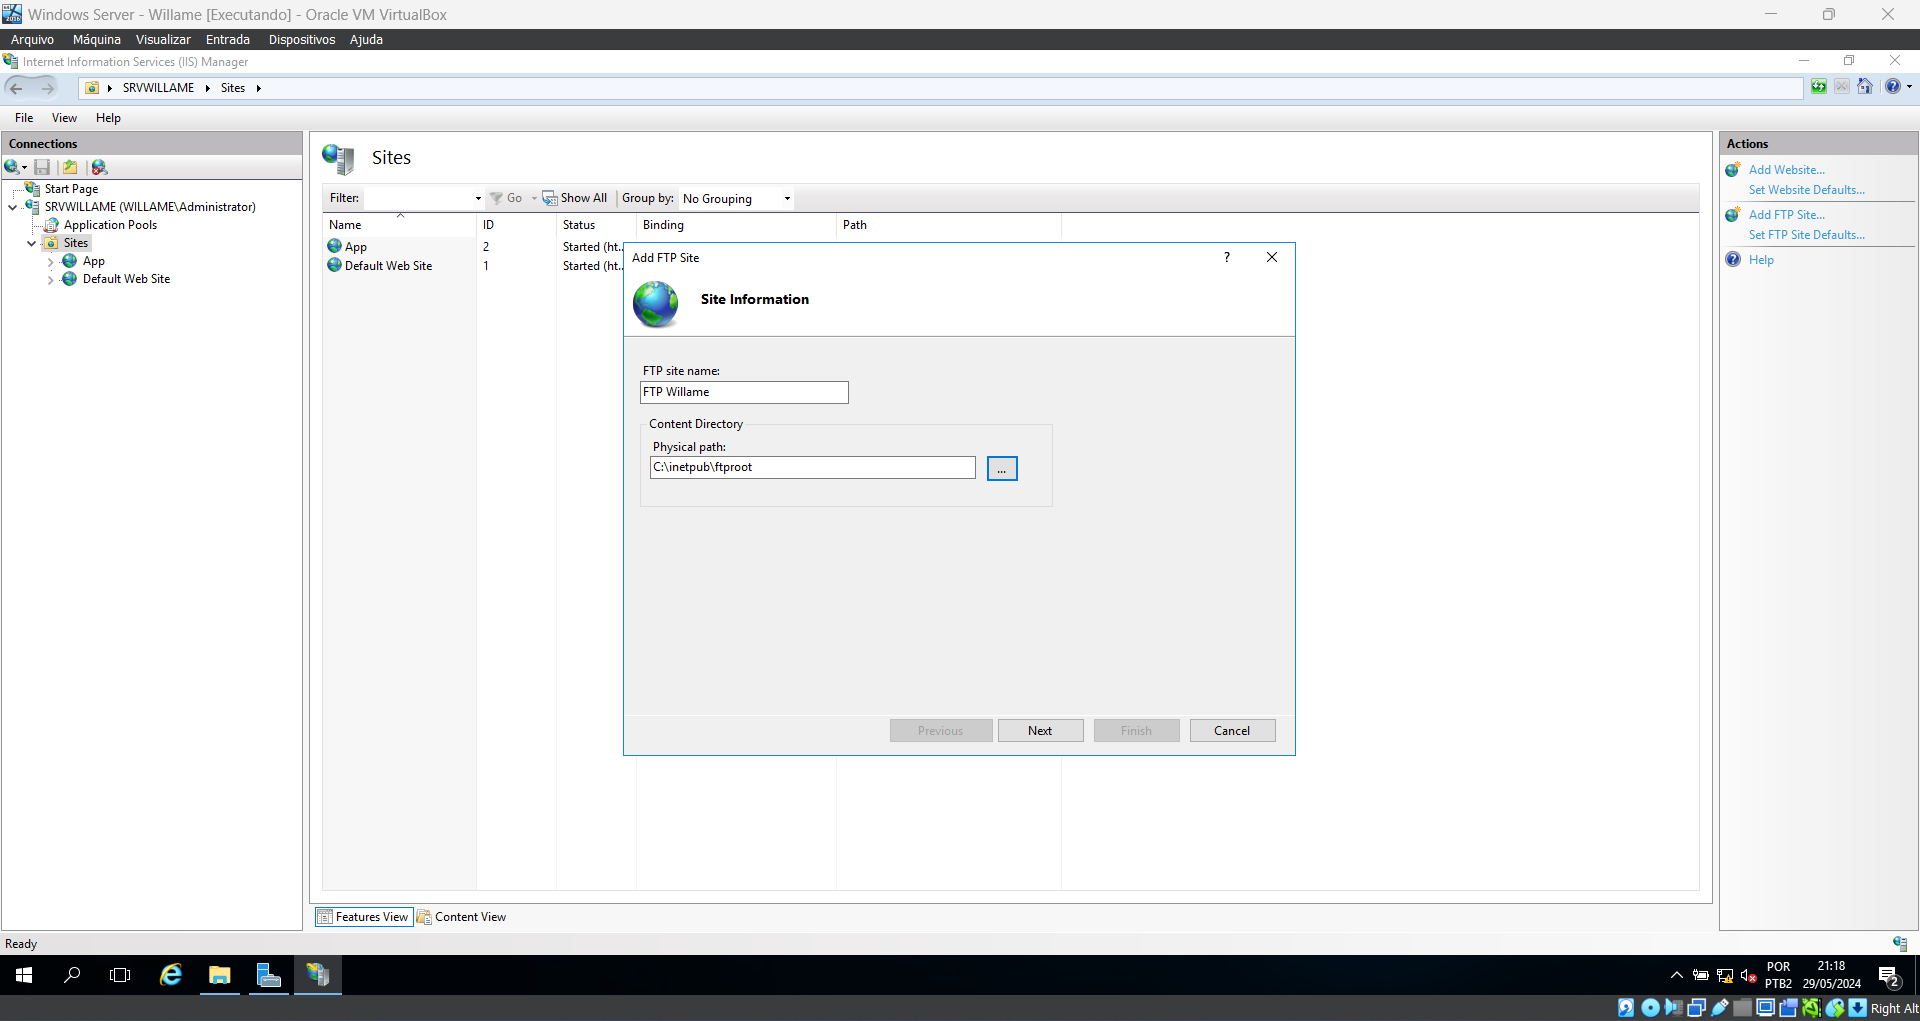 Windows Server - Willame [Executando] - Oracle VM VirtualBox
Arquivo Máquina Visualizar Entrada Dispositivos Ajuda
Internet Information Services (IIS) Manager
SRVWILLAME Sites
File View Help
Connections
Start Page
SRVWILLAME (WILLAME\Administrator)
Application Pools
Sites
App
Default Web Site
Sites
Filter: Go Show All Group by: No Grouping
Name ID Status Binding Path
App 2 Started (ht...
Default Web Site 1 Started (ht...
Add FTP Site ?
Site Information
FTP site name:
FTP Willame
Content Directory
Physical path:
C:\inetpub\ftproot ...
Previous Next Finish Cancel
Features View Content View
Actions
Add Website...
Set Website Defaults...
Add FTP Site...
Set FTP Site Defaults...
Help
Ready
POR
PTB2
21:18
29/05/2024
2
Right Alt